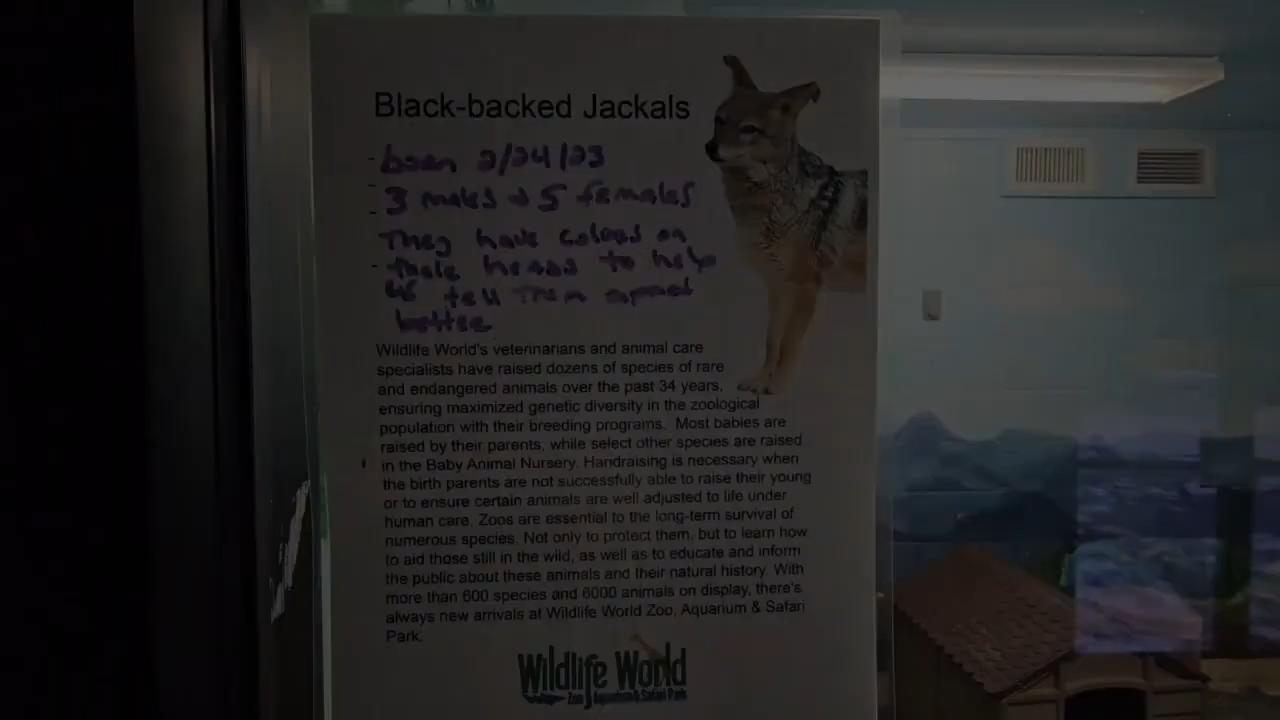 Black-backed Jackals
- born 2/24/23
- 3 males & 5 females
- They have colors on
- their heads to help
us tell them apart
better
Wildlife World's veterinarians and animal care
specialists have raised dozens of species of rare
and endangered animals over the past 34 years,
ensuring maximized genetic diversity in the zoological
population with their breeding programs. Most babies are
raised by their parents, while select other species are raised
in the Baby Animal Nursery. Handraising is necessary when
the birth parents are not successfully able to raise their young
or to ensure certain animals are well adjusted to life under
human care. Zoos are essential to the long-term survival of
numerous species. Not only to protect them, but to learn how
to aid those still in the wild, as well as to educate and inform
the public about these animals and their natural history. With
more than 600 species and 6000 animals on display, there's
always new arrivals at Wildlife World Zoo, Aquarium & Safari
Park.
Wildlife World
Zoo Aquarium & Safari Park